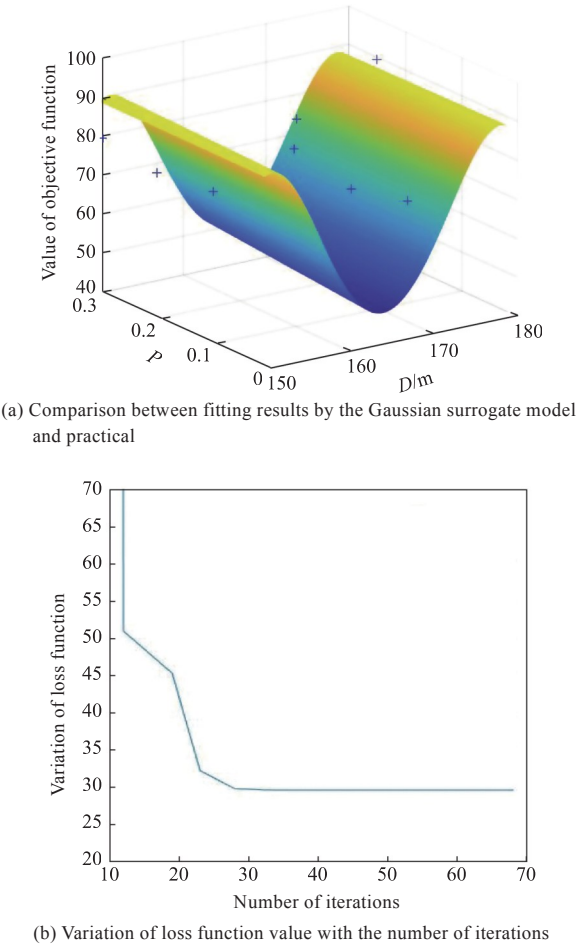 100
90
80
70
60
50
40
Value of objective function
0.3
0.2
0.1
0
P
150
160
170
180
D/m
(a) Comparison between fitting results by the Gaussian surrogate model
and practical
70
65
60
55
50
45
40
35
30
25
20
Variation of loss function
10 20 30 40 50 60 70
Number of iterations
(b) Variation of loss function value with the number of iterations